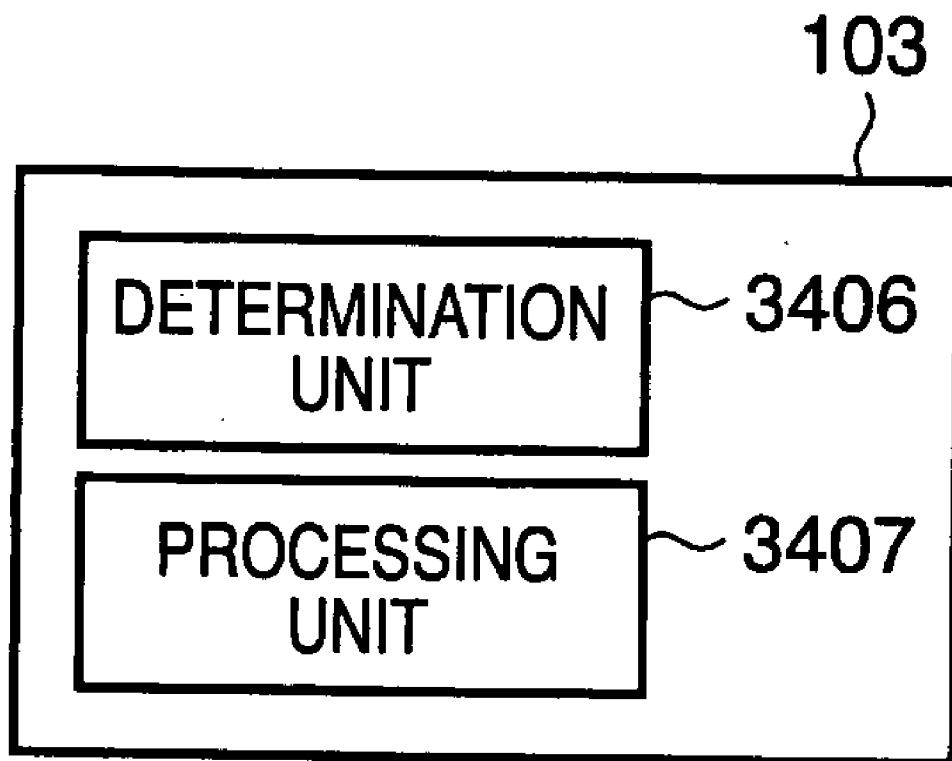 103
DETERMINATION
UNIT
3406
PROCESSING
UNIT
3407